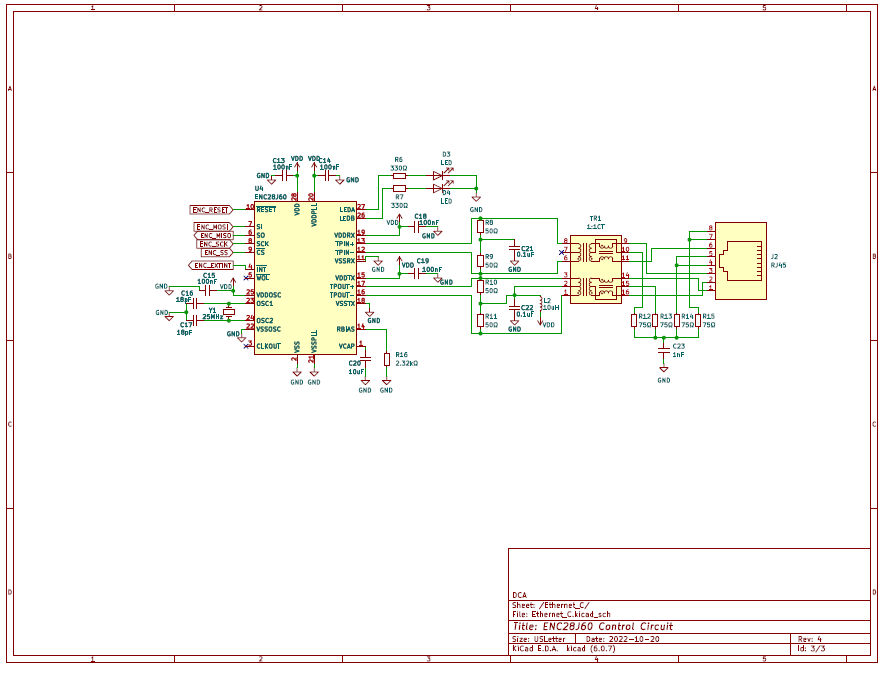 1 2 3 4 5
A A
B B
C C
D D
C13
100nF
VDD
VDD
C14
100nF
GND
GND
U4
ENC28J60
R6
330Ω
D3
LED
R7
330Ω
D4
LED
GND
ENC_RESET
ENC_MOSI
ENC_MISO
ENC_SCK
ENC_SS
ENC_EXTINT
10 RESET
7 SI
6 SO
8 SCK
9 CS
4 INT
5 WOL
25 VDDOSC
23 OSC1
24 OSC2
22 VSSOSC
3 CLKOUT
28 VDD
20 VDDPLL
LEDA 27
LEDB 26
VDDRX 19
TPIN+ 13
TPIN- 12
VSSRX 11
VDDTX 15
TPOUT+ 17
TPOUT- 16
VSSTX 18
RBIAS 14
VCAP 1
VSS 2
VSSPLL 21
GND
GND
C15
100nF
VDD
GND
C16
18pF
GND
Y1
25MHz
C17
18pF
GND
VDD
C18
100nF
GND
GND
VDD
C19
100nF
GND
GND
C20
10uF
GND
R16
2.32kΩ
GND
R8
50Ω
R9
50Ω
R10
50Ω
R11
50Ω
C21
0.1uF
GND
C22
0.1uF
GND
L2
10uH
VDD
TR1
1:1CT
8
7
6
3
2
1
9
10
11
14
15
16
J2
RJ45
8
7
6
5
4
3
2
1
R12
75Ω
R13
75Ω
R14
75Ω
R15
75Ω
C23
1nF
GND
DCA
Sheet: /Ethernet_C/
File: Ethernet_C.kicad_sch
Title: ENC28J60 Control Circuit
Size: USLetter Date: 2022-10-20 Rev: 4
KiCad E.D.A. kicad (6.0.7) Id: 3/3
1 2 3 4 5